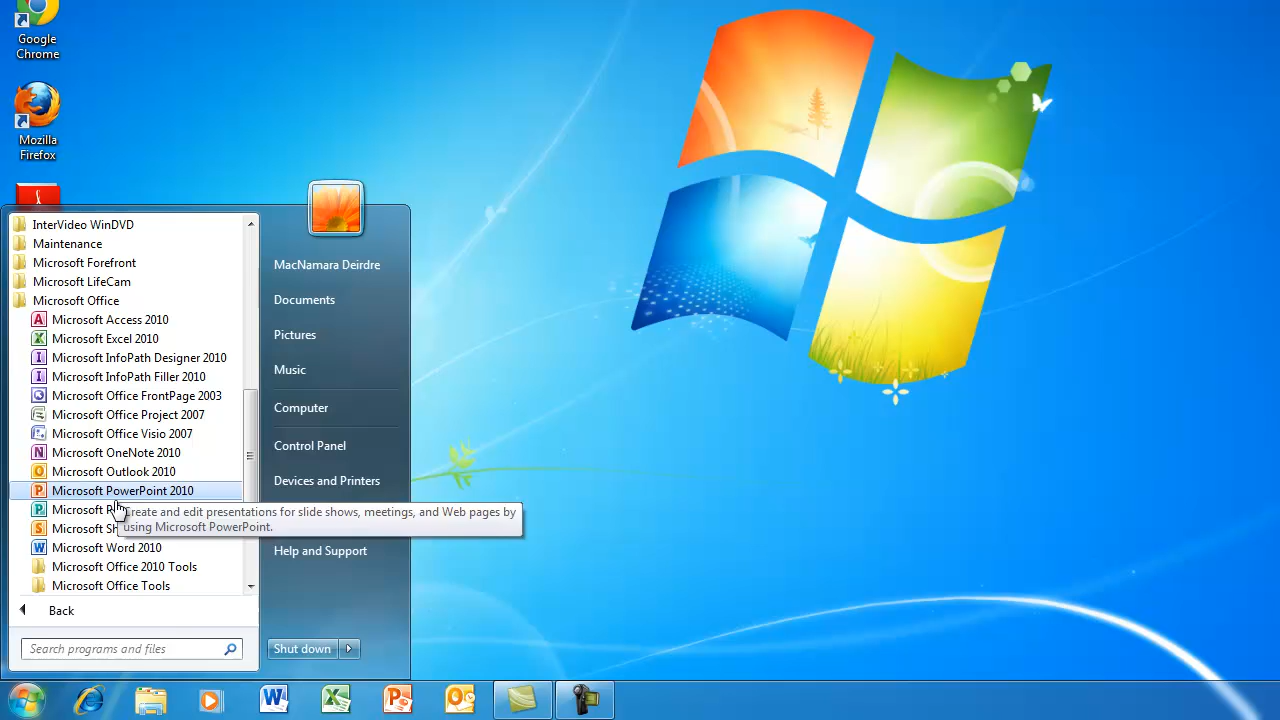 Google
Chrome
Mozilla
Firefox
InterVideo WinDVD
Maintenance
Microsoft Forefront
Microsoft LifeCam
Microsoft Office
Microsoft Access 2010
Microsoft Excel 2010
Microsoft InfoPath Designer 2010
Microsoft InfoPath Filler 2010
Microsoft Office FrontPage 2003
Microsoft Office Project 2007
Microsoft Office Visio 2007
Microsoft OneNote 2010
Microsoft Outlook 2010
Microsoft PowerPoint 2010
Microsoft
Microsoft
Microsoft Word 2010
Microsoft Office 2010 Tools
Microsoft Office Tools
Back
Search programs and files
MacNamara Deirdre
Documents
Pictures
Music
Computer
Control Panel
Devices and Printers
Create and edit presentations for slide shows, meetings, and Web pages by
using Microsoft PowerPoint.
Help and Support
Shut down